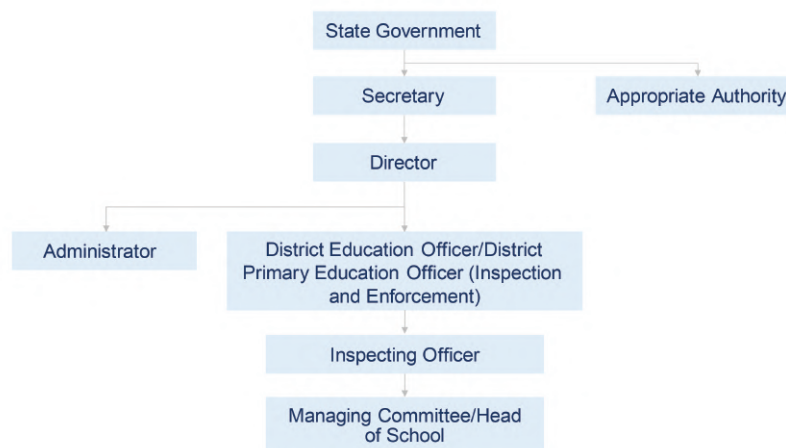 State Government
Secretary
Appropriate Authority
Director
Administrator
District Education Officer/District
Primary Education Officer (Inspection
and Enforcement)
Inspecting Officer
Managing Committee/Head
of School